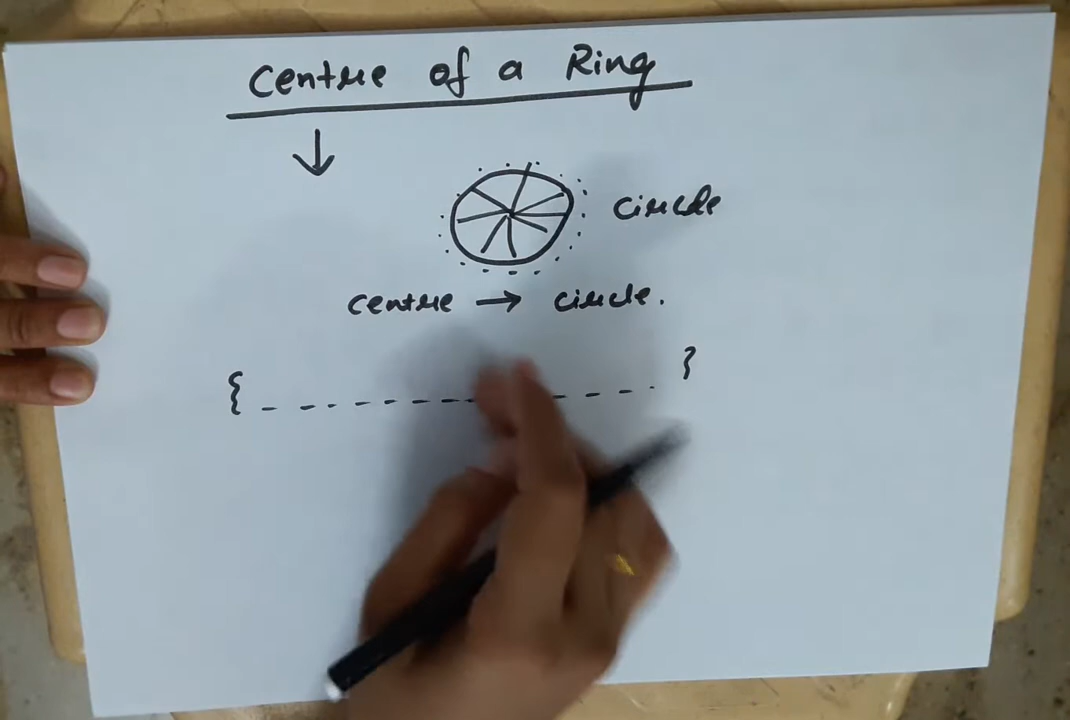 Centre of a Ring
↓
circle
centre → circle.
{ - - - - - - - - - - - - - - }